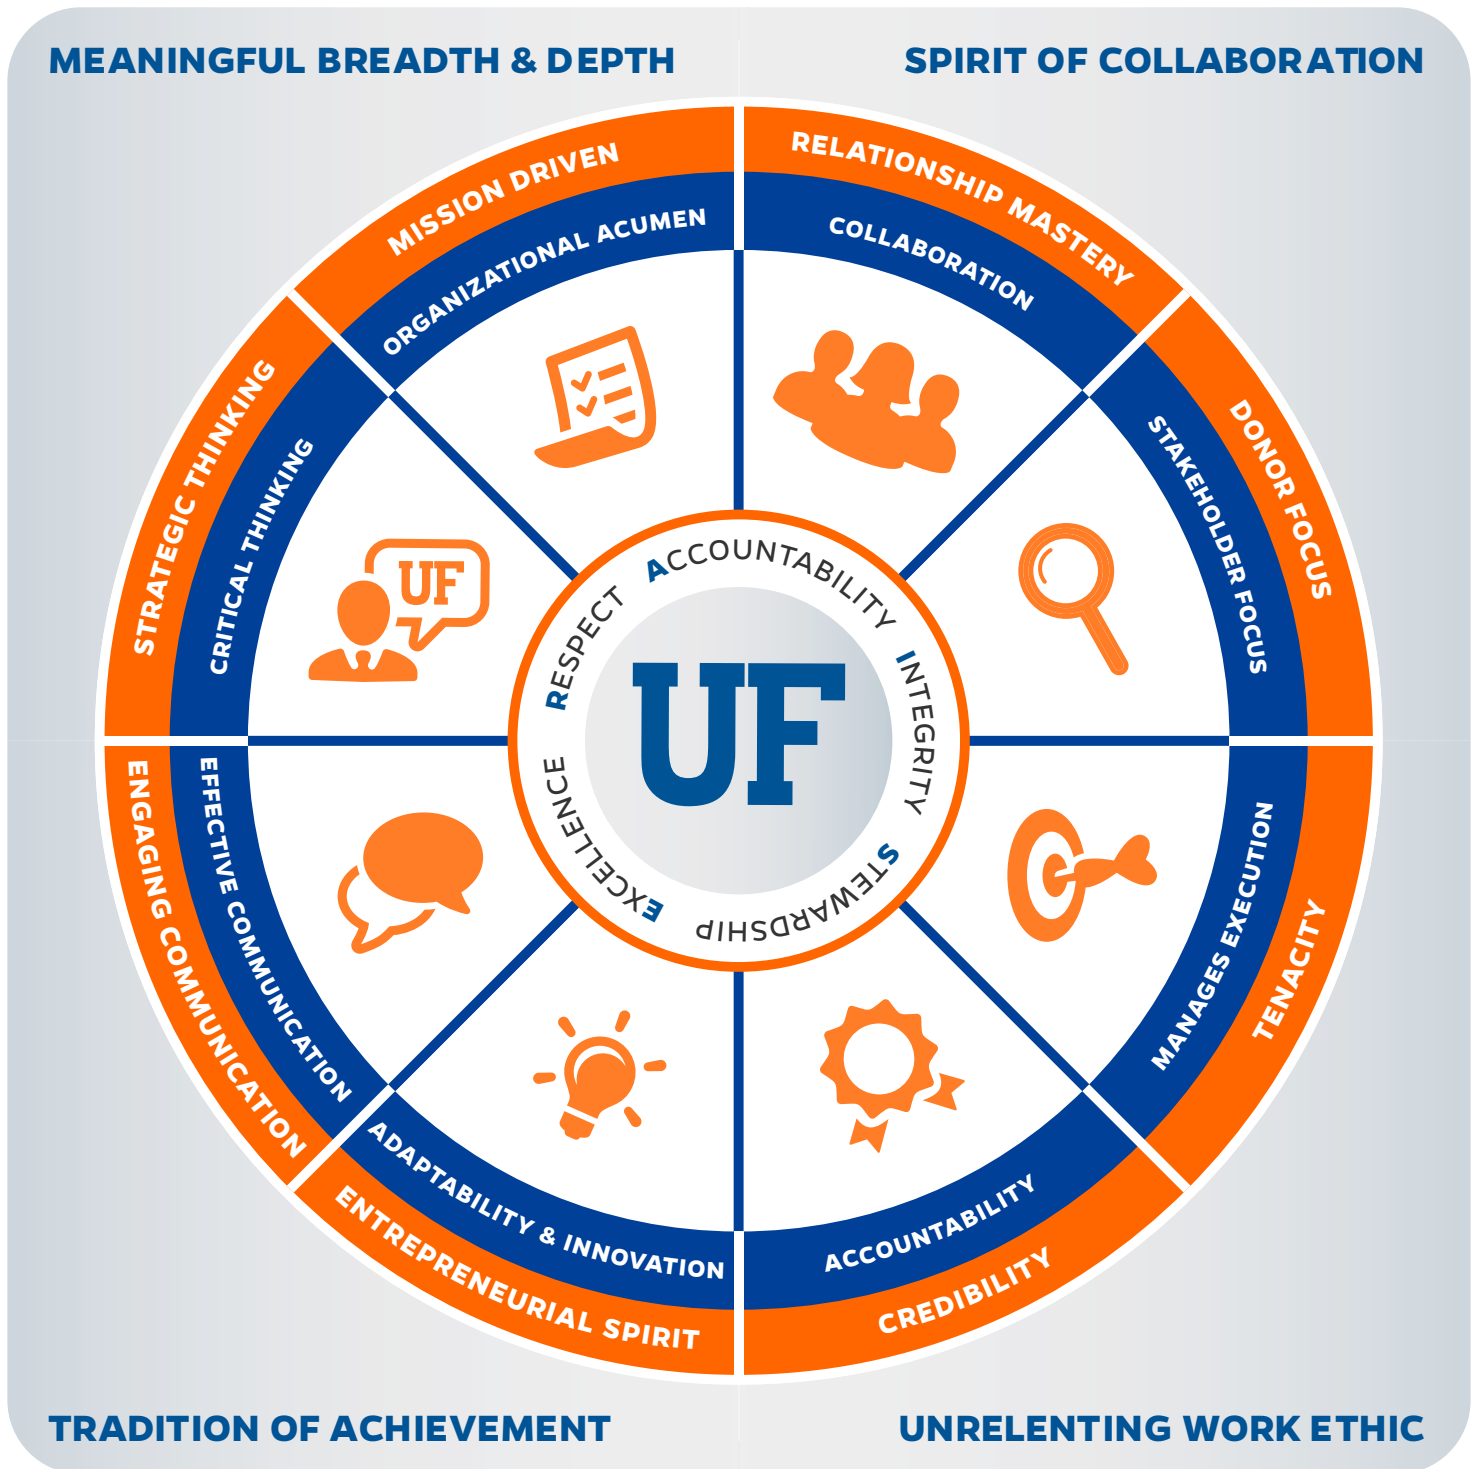 MEANINGFUL BREADTH & DEPTH
SPIRIT OF COLLABORATION
MISSION DRIVEN
ORGANIZATIONAL ACUMEN
RELATIONSHIP MASTERY
COLLABORATION
DONOR FOCUS
STAKEHOLDER FOCUS
TENACITY
MANAGES EXECUTION
CREDIBILITY
ACCOUNTABILITY
ENTREPRENEURIAL SPIRIT
ADAPTABILITY & INNOVATION
ENGAGING COMMUNICATION
EFFECTIVE COMMUNICATION
STRATEGIC THINKING
CRITICAL THINKING
UF
RESPECT
ACCOUNTABILITY
INTEGRITY
STEWARDSHIP
EXCELLENCE
UF
TRADITION OF ACHIEVEMENT
UNRELENTING WORK ETHIC